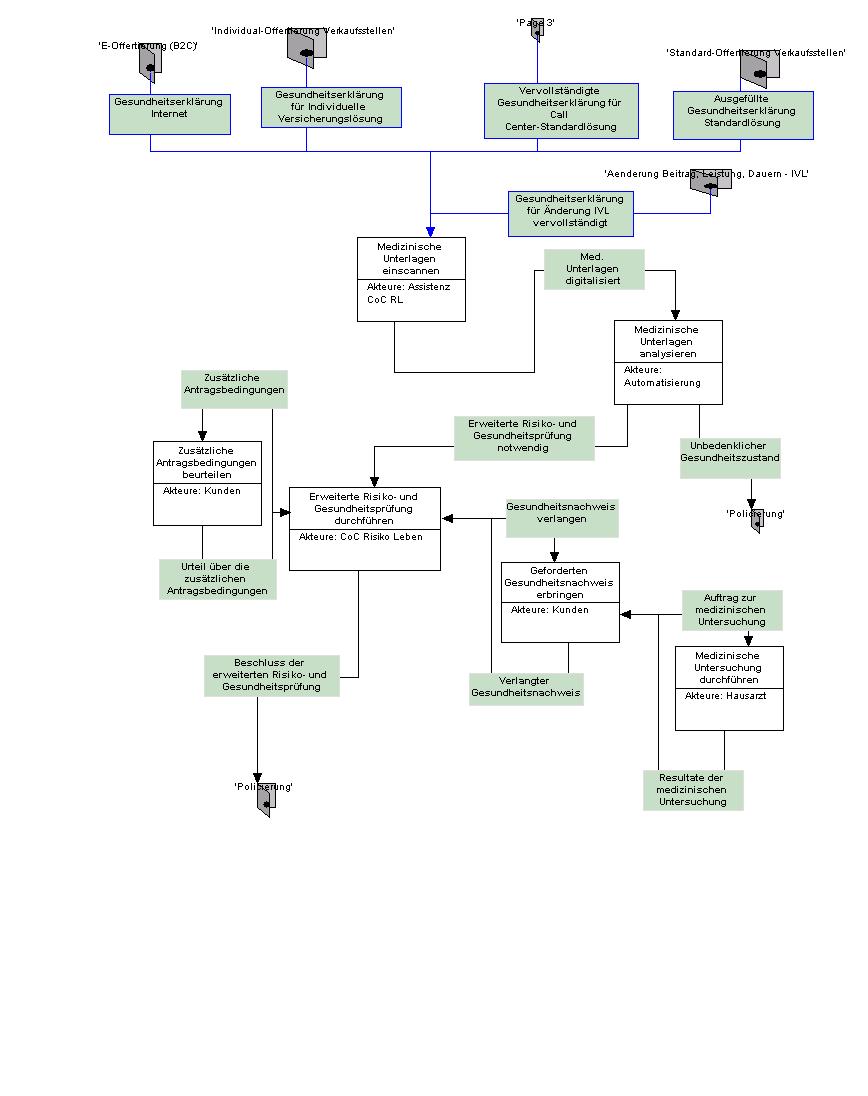 'Page 3'
'Individual-Offertierung Verkaufsstellen'
'E-Offertierung (B2C)'
'Standard-Offertierung Verkaufsstellen'
Gesundheitserklärung
Internet
Gesundheitserklärung
für Individuelle
Versicherungslösung
Vervollständigte
Gesundheitserklärung für
Call
Center-Standardlösung
Ausgefüllte
Gesundheitserklärung
Standardlösung
'Aenderung Beitrag, Leistung, Dauern - IVL'
Gesundheitserklärung
für Änderung IVL
vervollständigt
Medizinische
Unterlagen
einscannen
Akteure: Assistenz
CoC RL
Med.
Unterlagen
digitalisiert
Medizinische
Unterlagen
analysieren
Akteure:
Automatisierung
Zusätzliche
Antragsbedingungen
Erweiterte Risiko- und
Gesundheitsprüfung
notwendig
Unbedenklicher
Gesundheitszustand
Zusätzliche
Antragsbedingungen
beurteilen
Akteure: Kunden
Erweiterte Risiko- und
Gesundheitsprüfung
durchführen
Akteure: CoC Risiko Leben
Gesundheitsnachweis
verlangen
'Policierung'
Urteil über die
zusätzlichen
Antragsbedingungen
Geforderten
Gesundheitsnachweis
erbringen
Akteure: Kunden
Auftrag zur
medizinischen
Untersuchung
Medizinische
Untersuchung
durchführen
Akteure: Hausarzt
Beschluss der
erweiterten Risiko- und
Gesundheitsprüfung
Verlangter
Gesundheitsnachweis
Resultate der
medizinischen
Untersuchung
'Policierung'